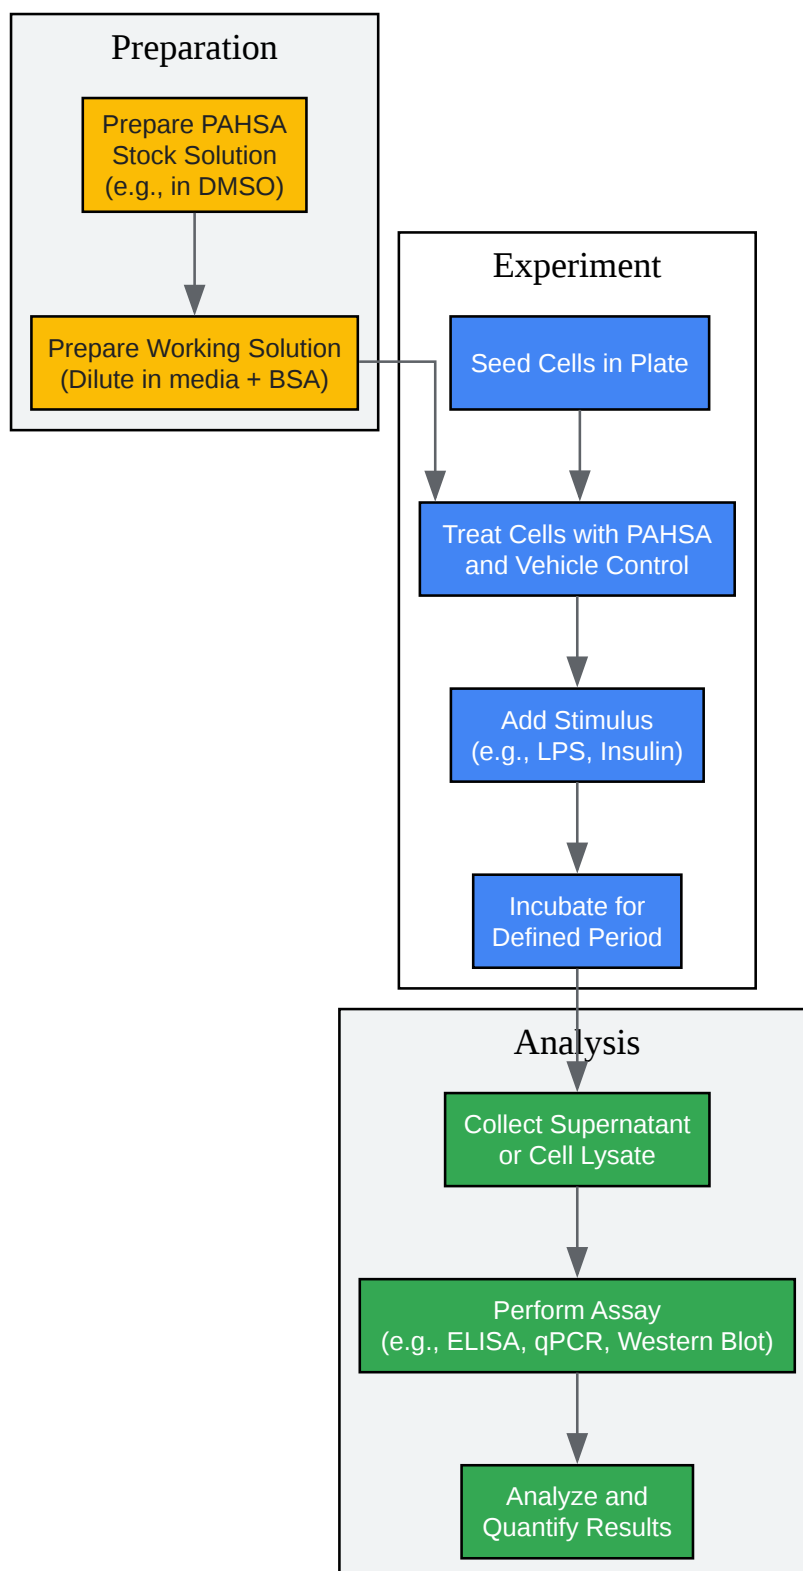 Preparation
Prepare PAHSA
Stock Solution
(e.g., in DMSO)
Prepare Working Solution
(Dilute in media + BSA)
Experiment
Seed Cells in Plate
Treat Cells with PAHSA
and Vehicle Control
Add Stimulus
(e.g., LPS, Insulin)
Incubate for
Defined Period
Analysis
Collect Supernatant
or Cell Lysate
Perform Assay
(e.g., ELISA, qPCR, Western Blot)
Analyze and
Quantify Results